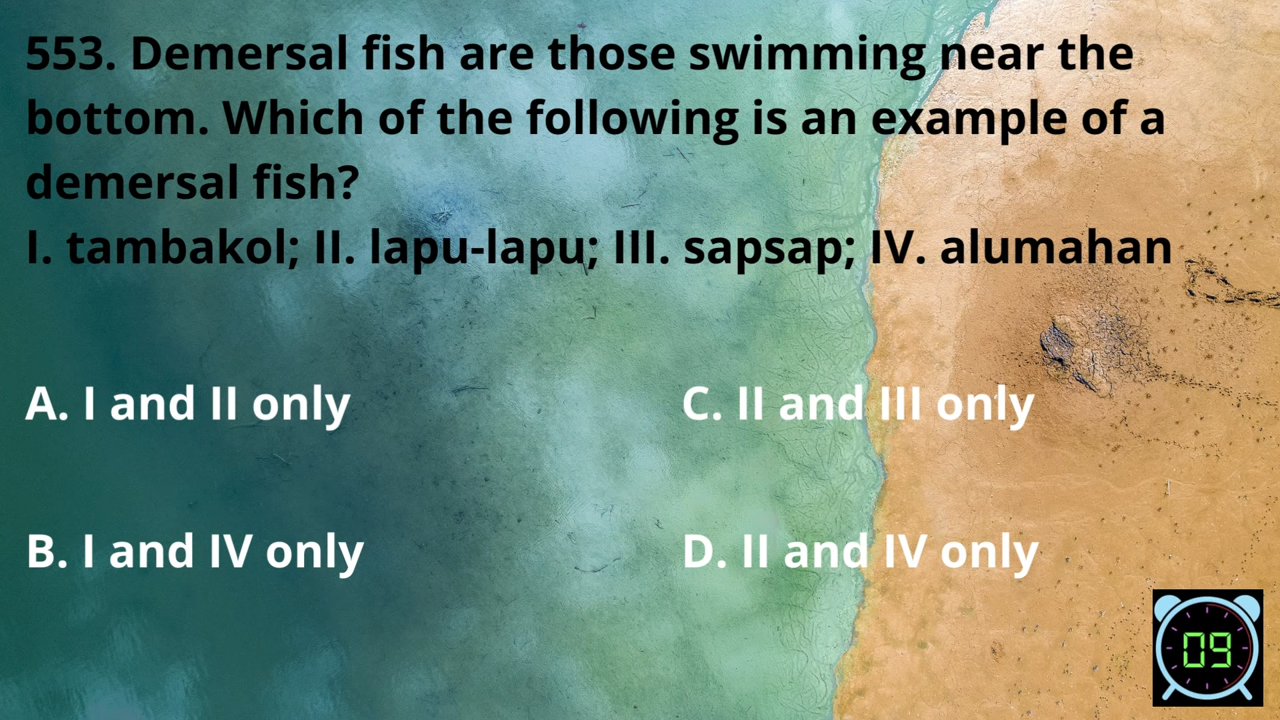 553. Demersal fish are those swimming near the
bottom. Which of the following is an example of a
demersal fish?
I. tambakol; II. lapu-lapu; III. sapsap; IV. alumahan
A. I and II only
C. II and III only
B. I and IV only
D. II and IV only
09